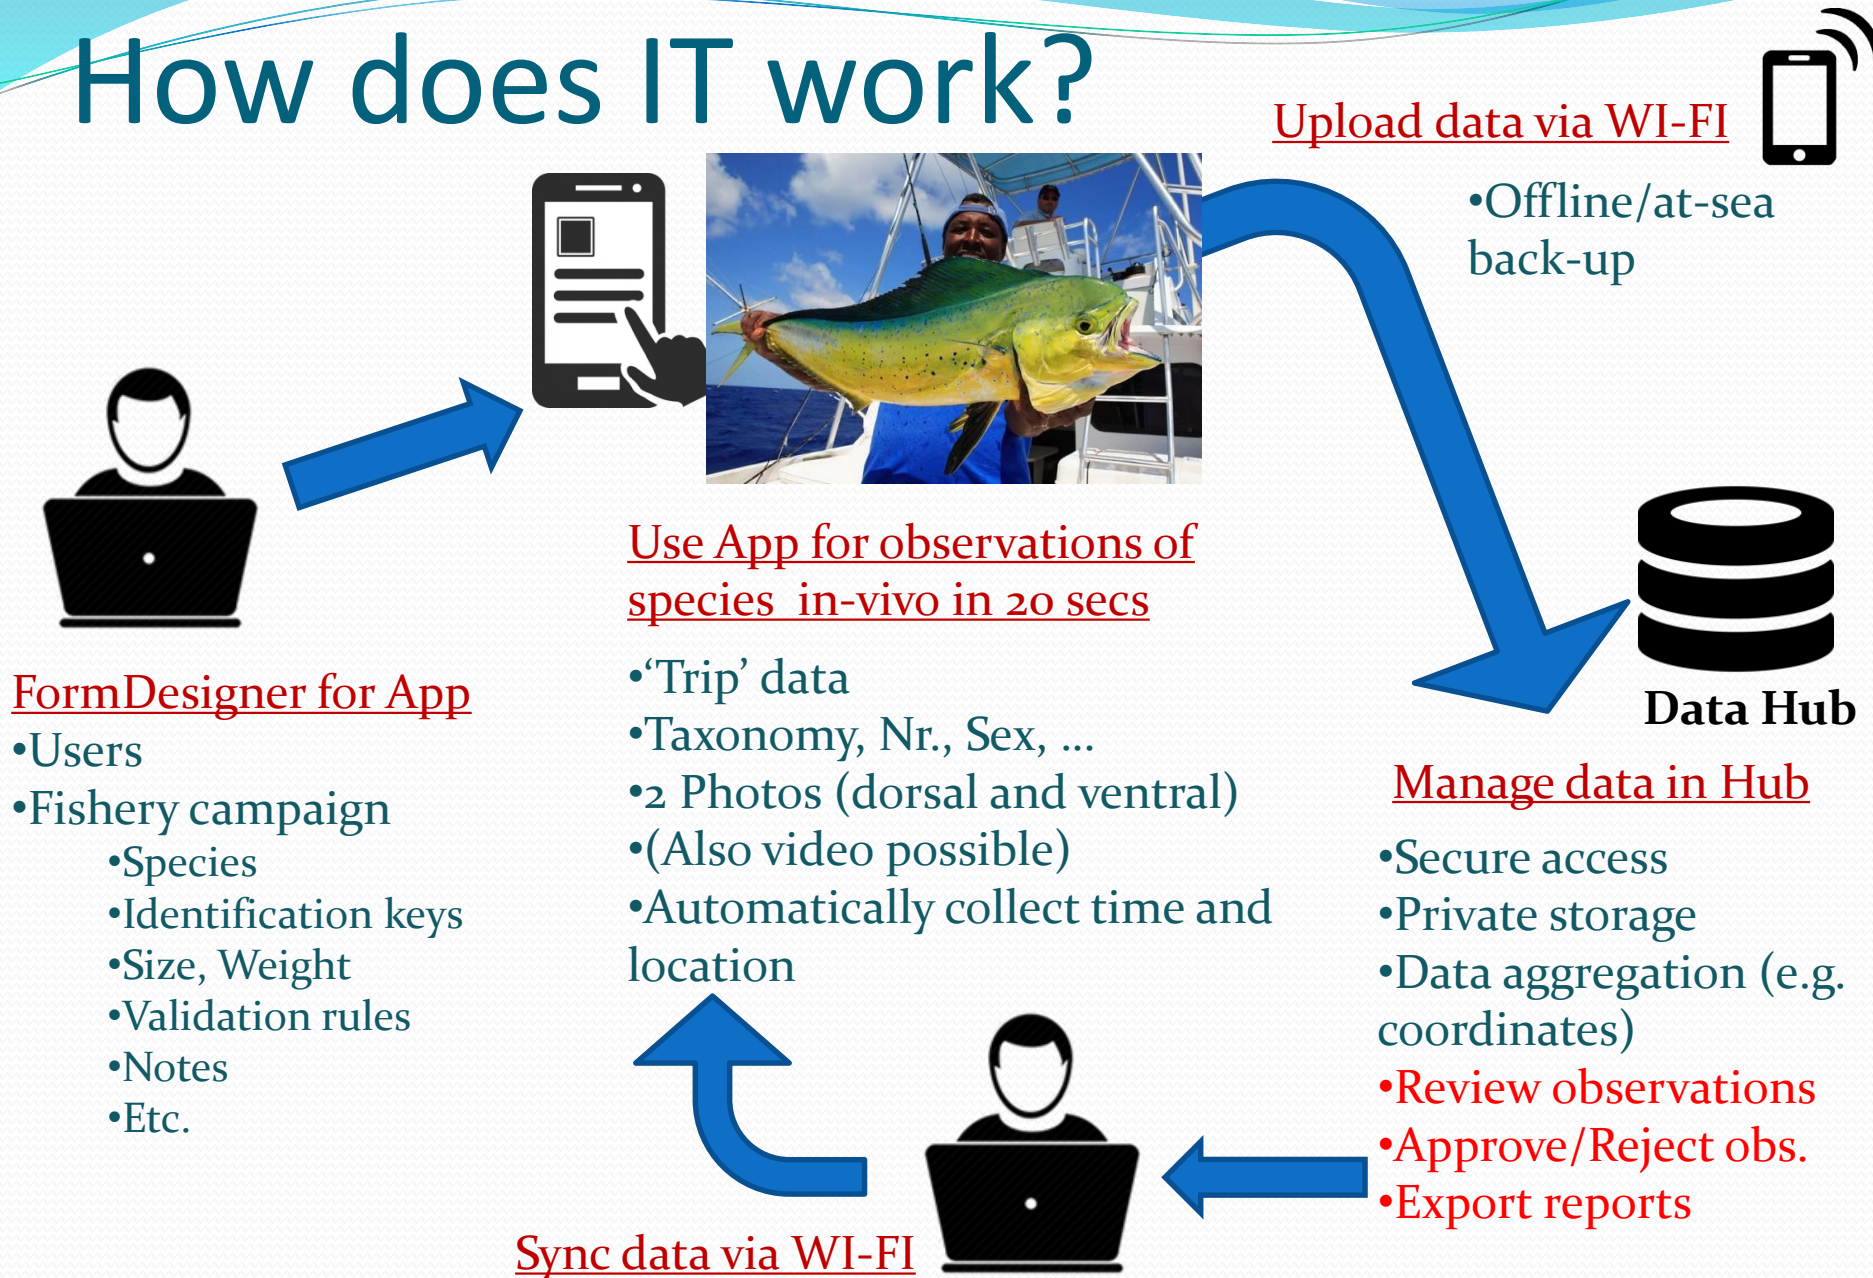 How does IT work?
Upload data via WI-FI
•Offline/at-sea
back-up
Use App for observations of
species in-vivo in 20 secs
•‘Trip’ data
•Taxonomy, Nr., Sex, ...
•2 Photos (dorsal and ventral)
•(Also video possible)
•Automatically collect time and
location
FormDesigner for App
•Users
•Fishery campaign
•Species
•Identification keys
•Size, Weight
•Validation rules
•Notes
•Etc.
Data Hub
Manage data in Hub
•Secure access
•Private storage
•Data aggregation (e.g.
coordinates)
•Review observations
•Approve/Reject obs.
•Export reports
Sync data via WI-FI